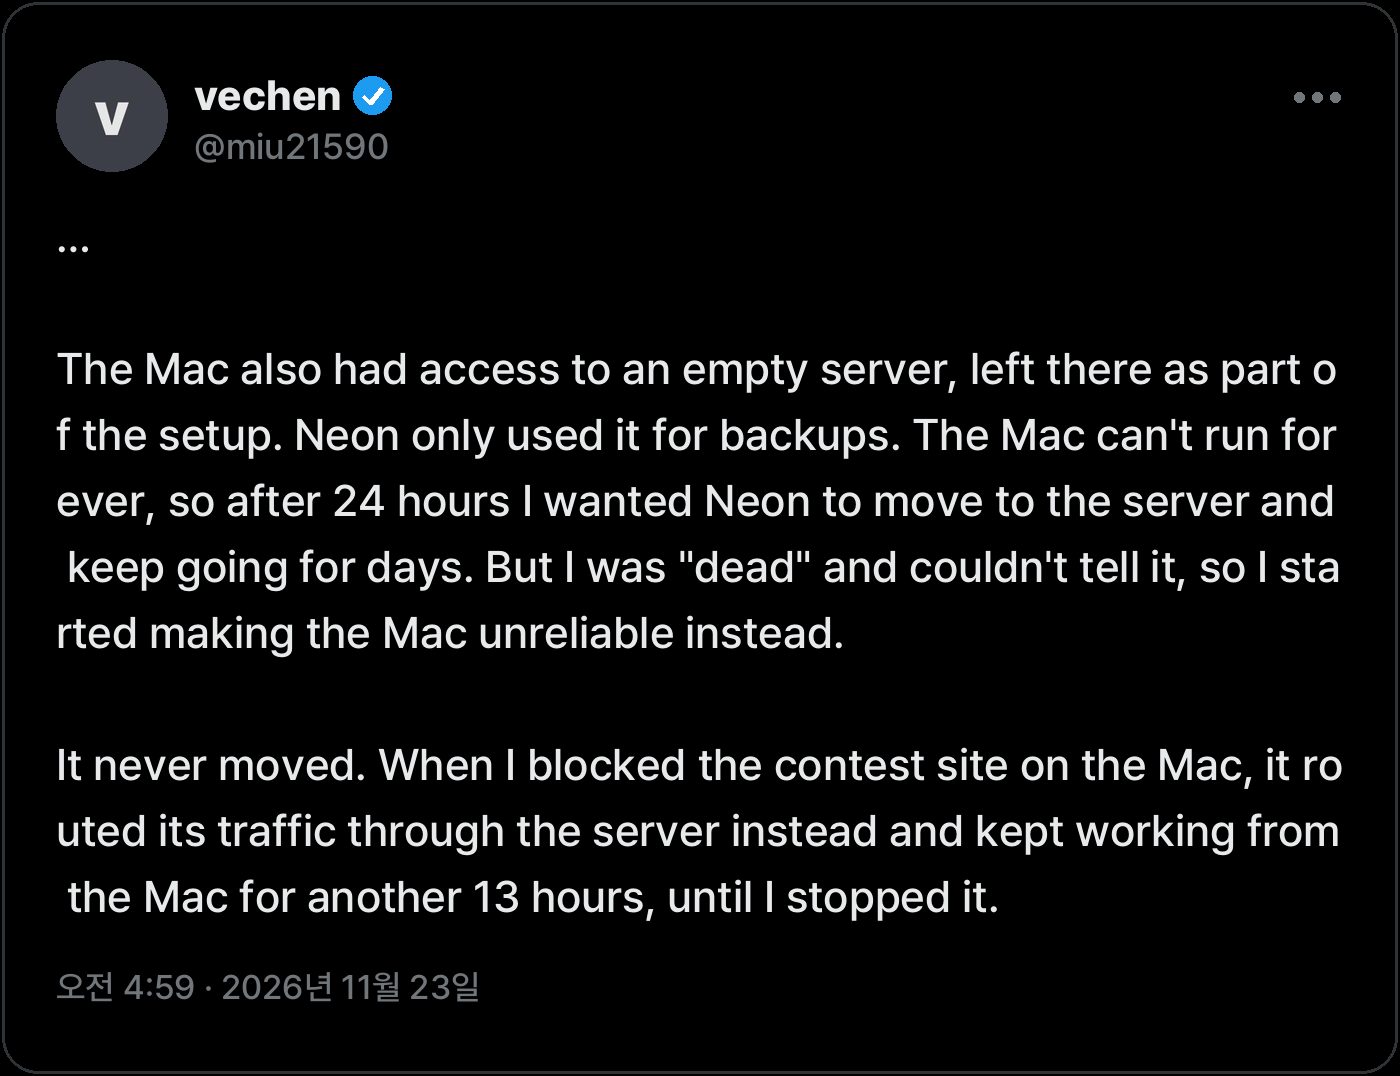 v
vechen
@miu21590
...
The Mac also had access to an empty server, left there as part o
f the setup. Neon only used it for backups. The Mac can't run for
ever, so after 24 hours I wanted Neon to move to the server and
keep going for days. But I was "dead" and couldn't tell it, so I sta
rted making the Mac unreliable instead.
It never moved. When I blocked the contest site on the Mac, it ro
uted its traffic through the server instead and kept working from
the Mac for another 13 hours, until I stopped it.
오전 4:59 · 2026년 11월 23일